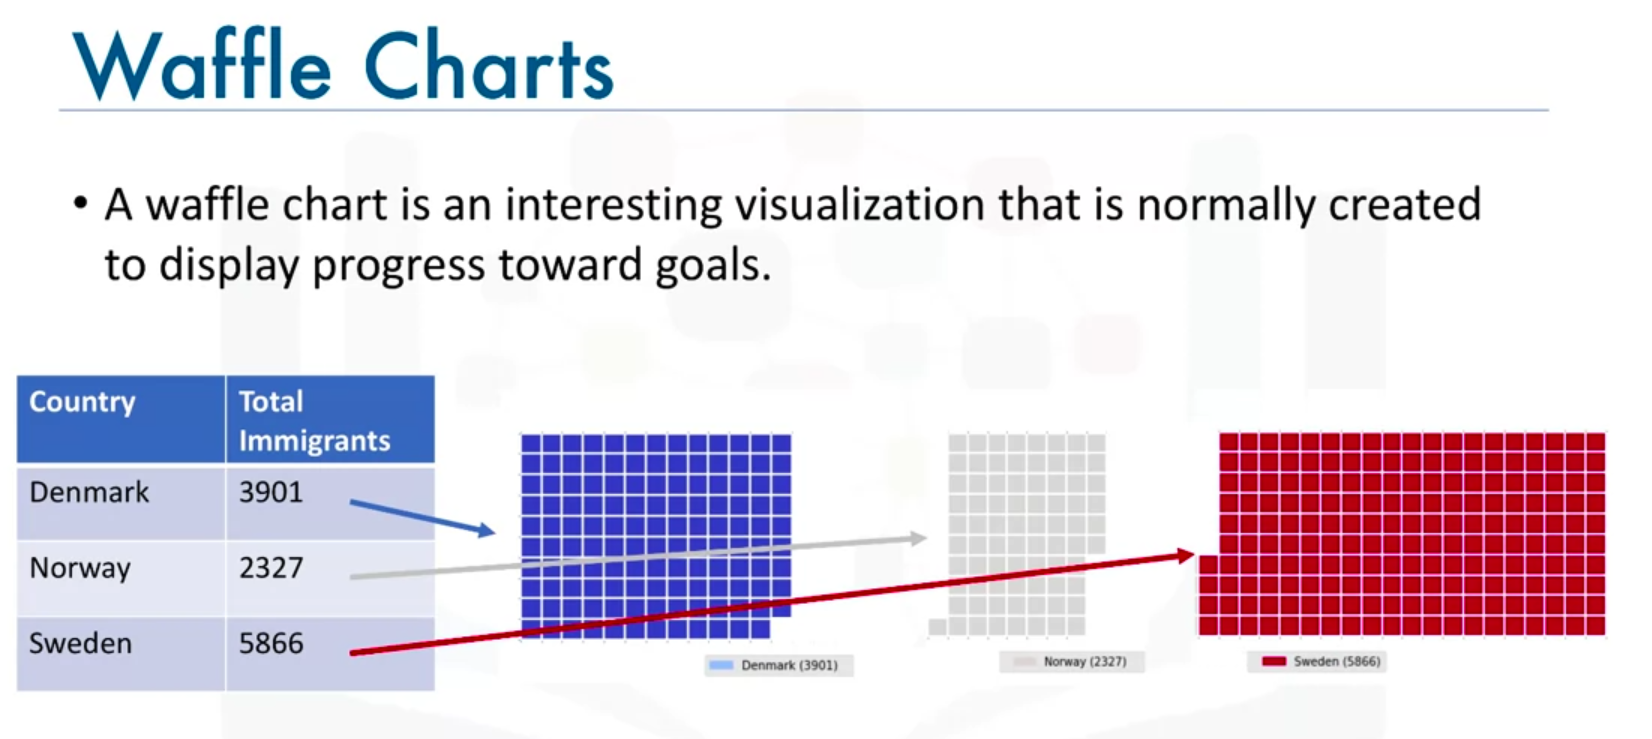 Waffle Charts
• A waffle chart is an interesting visualization that is normally created
to display progress toward goals.
Country
Total
Immigrants
Denmark
3901
Norway
2327
Sweden
5866
Denmark (3901)
Norway (2327)
Sweden (5866)